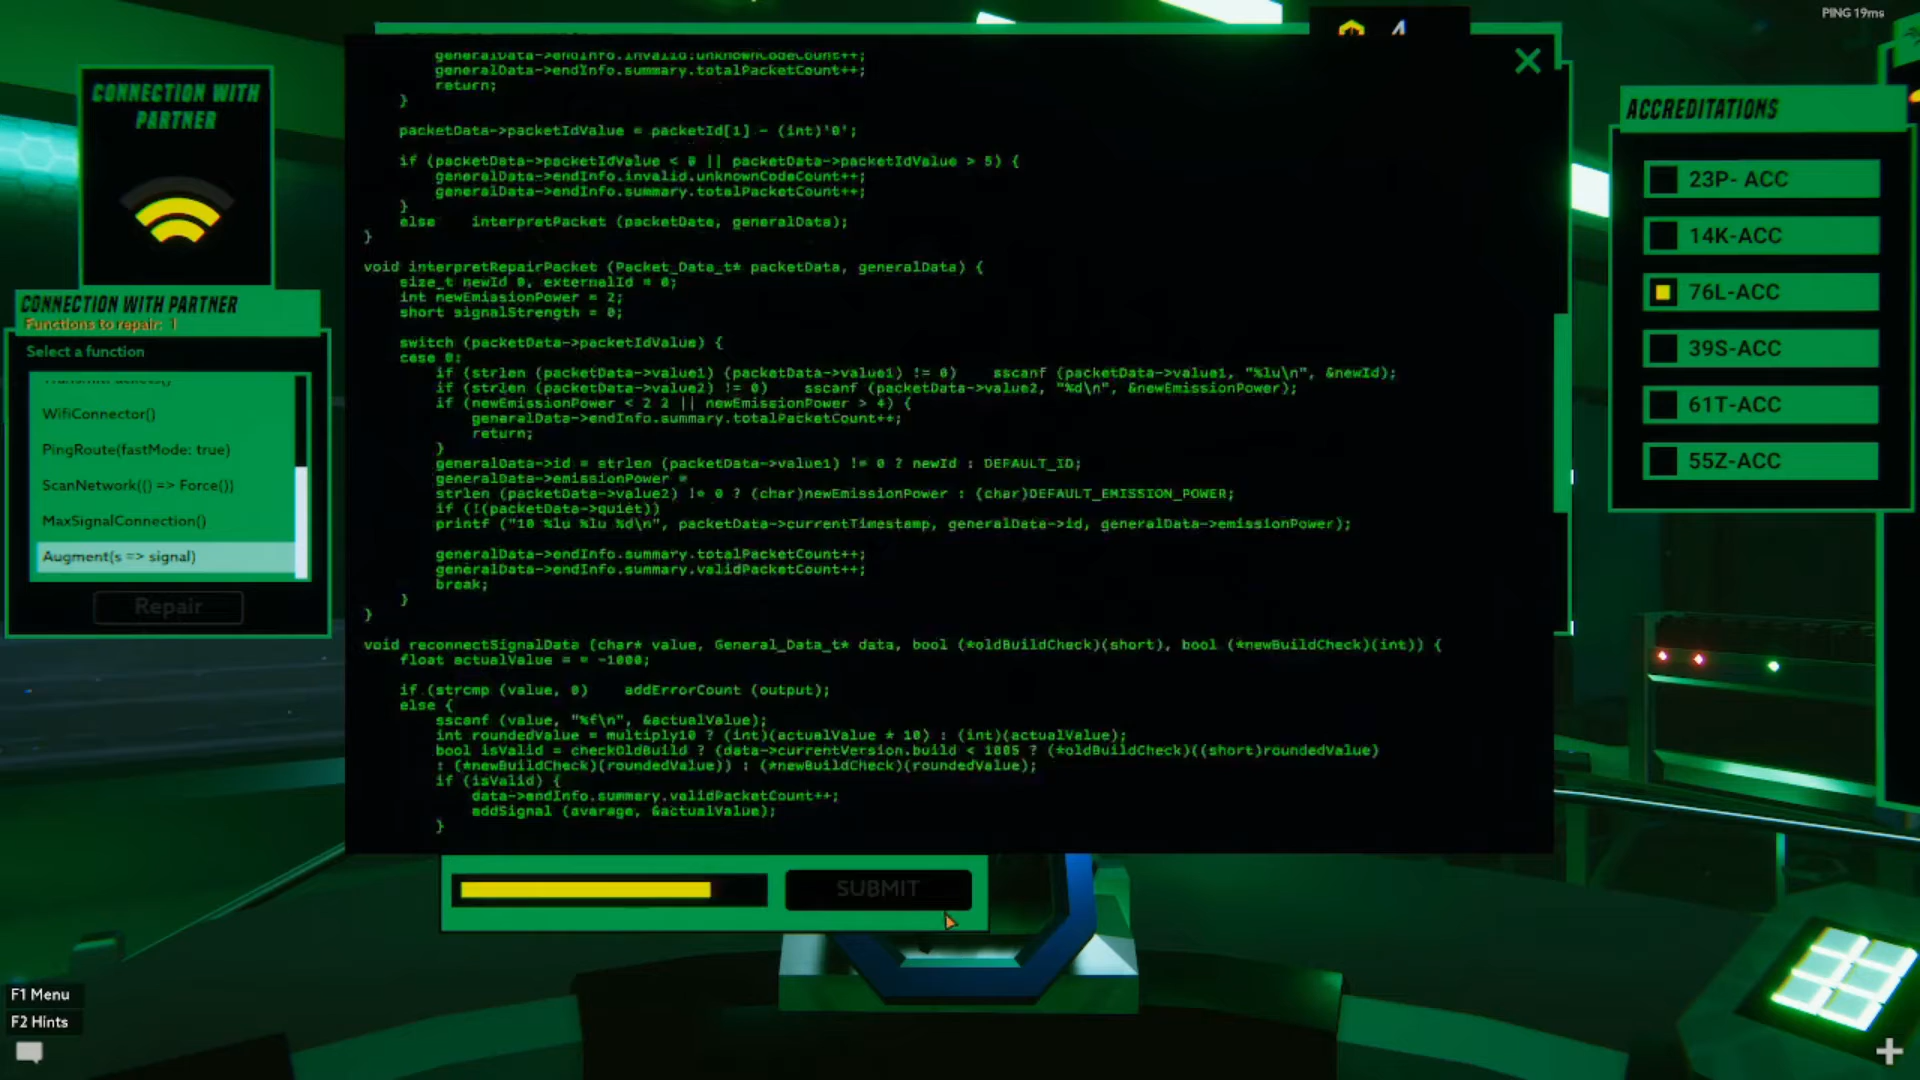 PING 19ms
4
CONNECTION WITH
PARTNER
CONNECTION WITH PARTNER
Functions to repair: 1
Select a function
WifiConnector()
PingRoute(fastMode: true)
ScanNetwork(() => Force())
MaxSignalConnection()
Augment(s => signal)
Repair
generalData->endInfo.invalid.unknownCodeCount++;
generalData->endInfo.summary.totalPacketCount++;
return;
}
packetData->packetIdValue = packetId[1] - (int)'0';
if (packetData->packetIdValue < 0 || packetData->packetIdValue > 5) {
generalData->endInfo.invalid.unknownCodeCount++;
generalData->endInfo.summary.totalPacketCount++;
}
else interpretPacket (packetDate, generalData);
}
void interpretRepairPacket (Packet_Data_t* packetData, generalData) {
size_t newId 0, externalId = 0;
int newEmissionPower = 2;
short signalStrength = 0;
switch (packetData->packetIdValue) {
case 0:
if (strlen (packetData->value1) (packetData->value1) != 0) sscanf (packetData->value1, "%lu\n", &newId);
if (strlen (packetData->value2) != 0) sscanf (packetData->value2, "%d\n", &newEmissionPower);
if (newEmissionPower < 2 2 || newEmissionPower > 4) {
generalData->endInfo.summary.totalPacketCount++;
return;
}
generalData->id = strlen (packetData->value1) != 0 ? newId : DEFAULT_ID;
generalData->emissionPower =
strlen (packetData->value2) != 0 ? (char)newEmissionPower : (char)DEFAULT_EMISSION_POWER;
if (!(packetData->quiet))
printf ("10 %lu %lu %d\n", packetData->currentTimestamp, generalData->id, generalData->emissionPower);
generalData->endInfo.summary.totalPacketCount++;
generalData->endInfo.summary.validPacketCount++;
break;
}
}
void reconnectSignalData (char* value, General_Data_t* data, bool (*oldBuildCheck)(short), bool (*newBuildCheck)(int)) {
float actualValue = = -1000;
if (strcmp (value, 0) addErrorCount (output);
else {
sscanf (value, "%f\n", &actualValue);
int roundedValue = multiply10 ? (int)(actualValue * 10) : (int)(actualValue);
bool isValid = checkOldBuild ? (data->currentVersion.build < 1005 ? (*oldBuildCheck)((short)roundedValue)
: (*newBuildCheck)(roundedValue)) : (*newBuildCheck)(roundedValue);
if (isValid) {
data->endInfo.summary.validPacketCount++;
addSignal (average, &actualValue);
}
SUBMIT
ACCREDITATIONS
23P- ACC
14K-ACC
76L-ACC
39S-ACC
61T-ACC
55Z-ACC
F1 Menu
F2 Hints